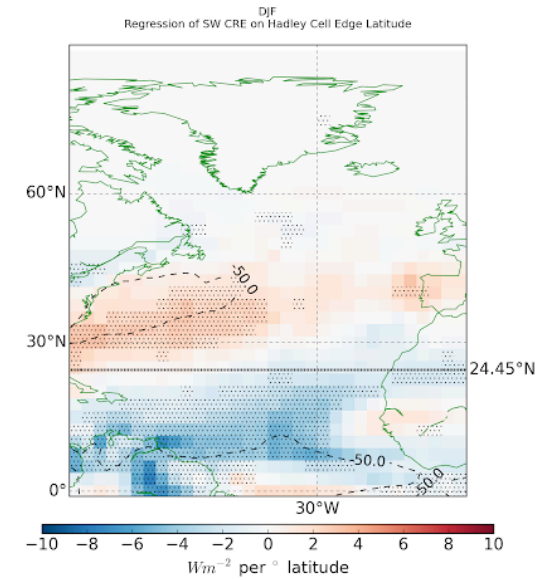 DJF
Regression of SW CRE on Hadley Cell Edge Latitude
60°N
-50.0
30°N
24.45°N
-50.0
-50.0
0°
30°W
−10 −8 −6 −4 −2 0 2 4 6 8 10
Wm⁻² per ° latitude